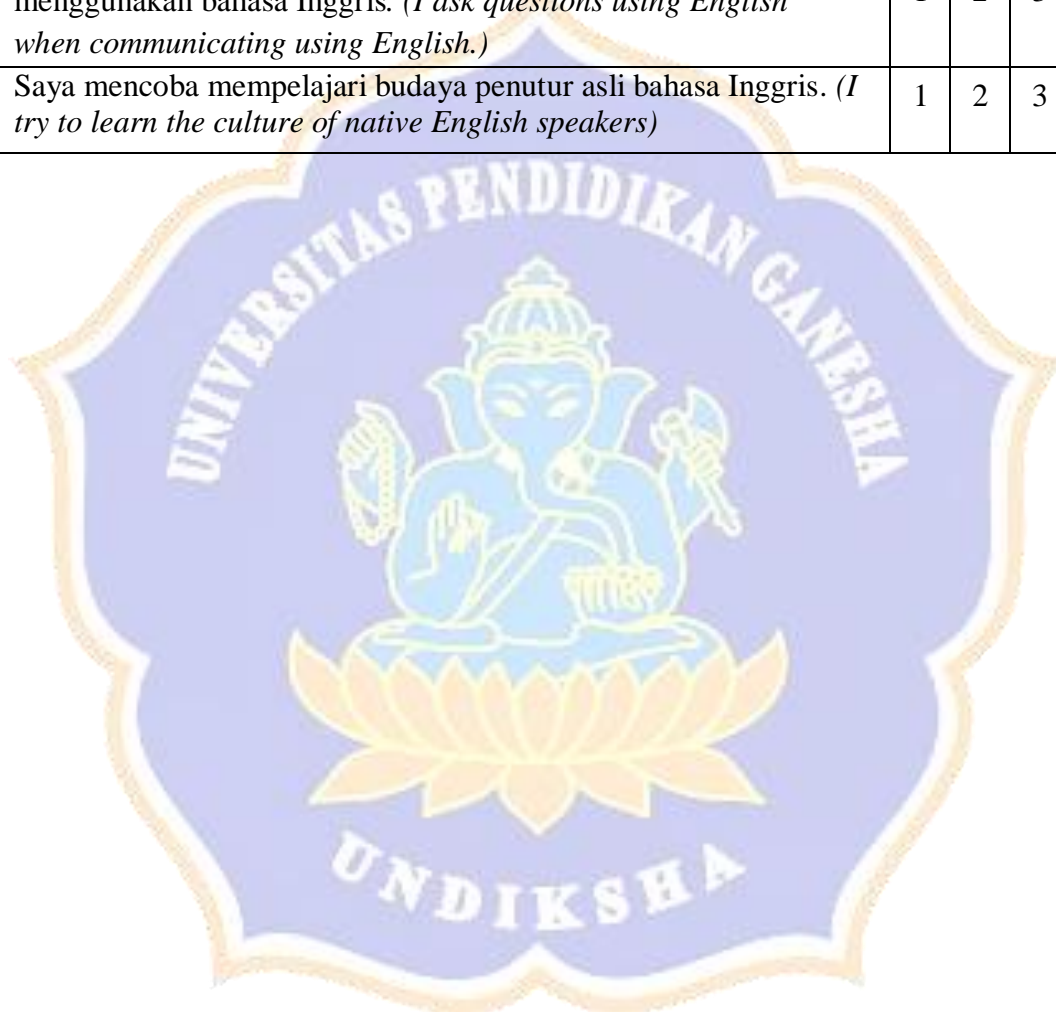 menggunakan bahasa Inggris. (I ask questions using English
when communicating using English.)
Saya mencoba mempelajari budaya penutur asli bahasa Inggris. (I 1 2 3
try to learn the culture of native English speakers)
UNIVERSITAS PENDIDIKAN GANESHA
UNDIKSHA